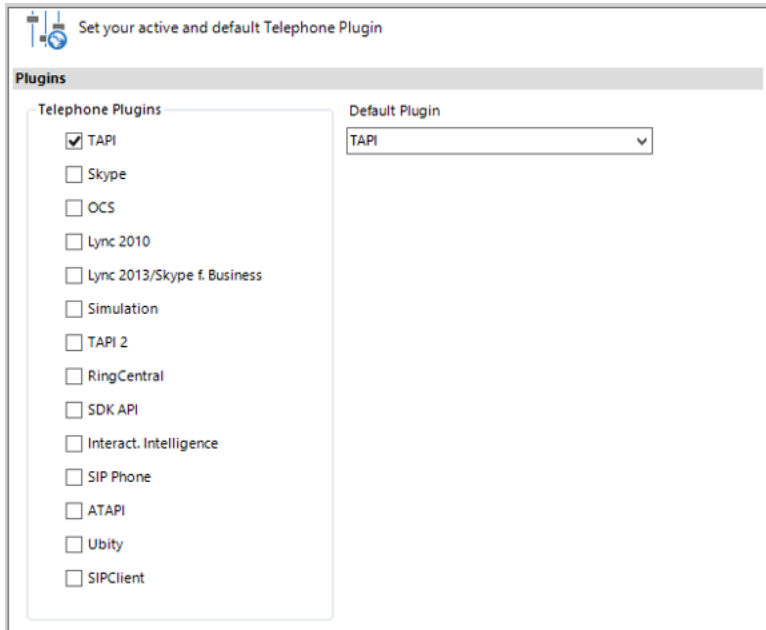 Set your active and default Telephone Plugin
Plugins
Telephone Plugins
Default Plugin
TAPI
TAPI
Skype
OCS
Lync 2010
Lync 2013/Skype f. Business
Simulation
TAPI 2
RingCentral
SDK API
Interact. Intelligence
SIP Phone
ATAPI
Ubity
SIPClient